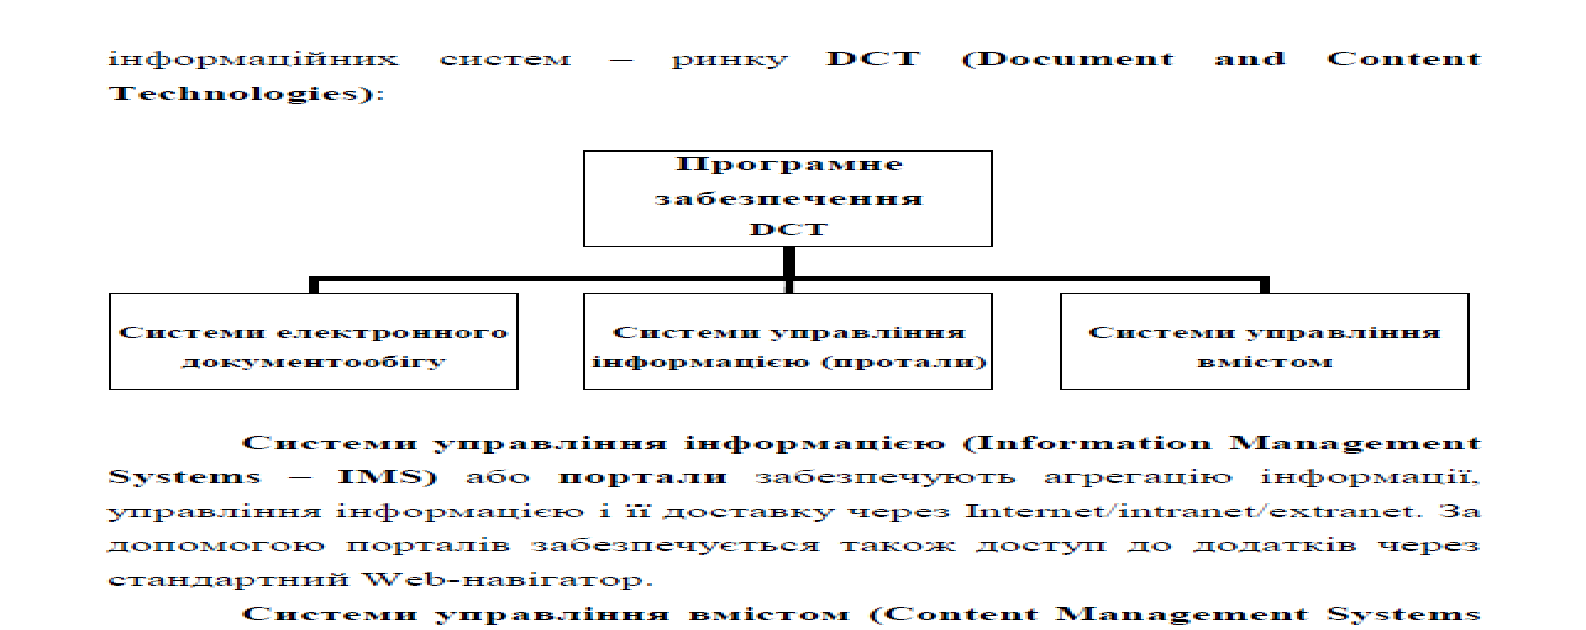 інформаційних систем – ринку DCT (Document and Content
Technologies):
Програмне
забезпечення
DCT
Системи електронного
документообігу
Системи управління
інформацією (протали)
Системи управління
вмістом
Системи управління інформацією (Information Management
Systems – IMS) або портали забезпечують агрегацію інформації,
управління інформацією і її доставку через Internet/intranet/extranet. За
допомогою порталів забезпечується також доступ до додатків через
стандартний Web-навігатор.
Системи управління вмістом (Content Management Systems